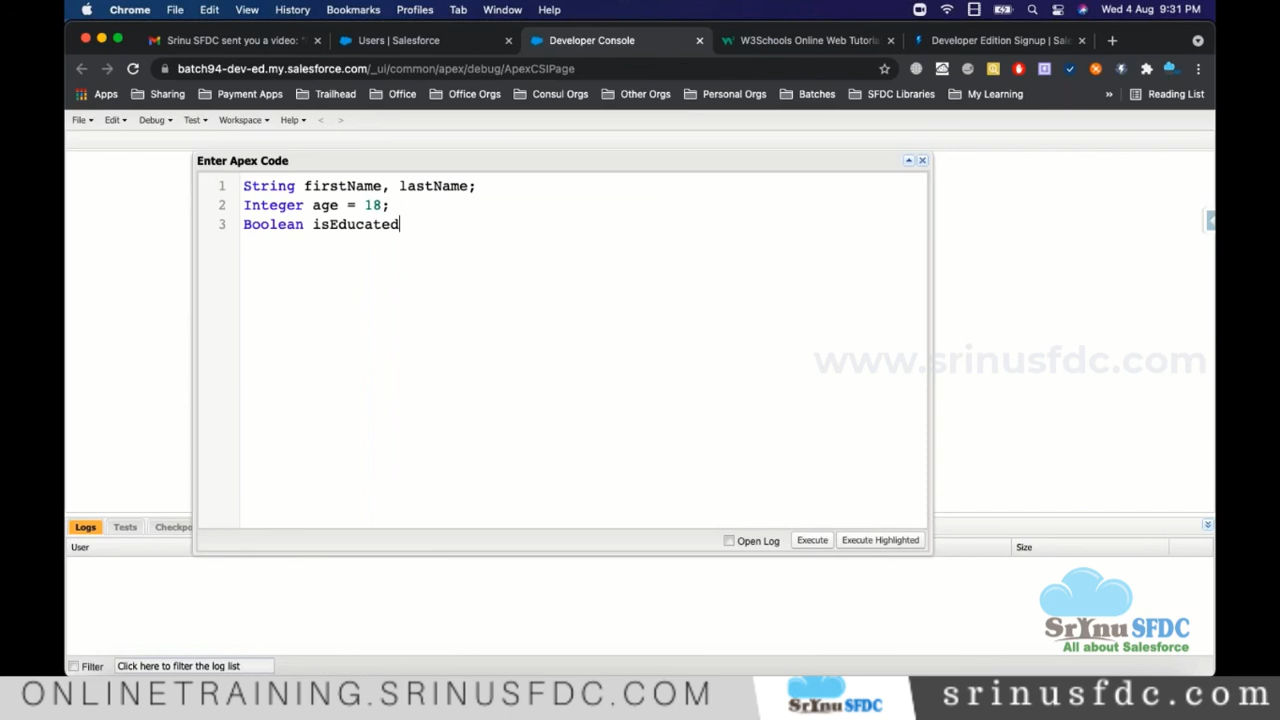 Chrome File Edit View History Bookmarks Profiles Tab Window Help Wed 4 Aug 9:31 PM
Srinu SFDC sent you a video: " Users | Salesforce Developer Console W3Schools Online Web Tutoria Developer Edition Signup | Sale
batch94-dev-ed.my.salesforce.com/_ui/common/apex/debug/ApexCSIPage
Apps Sharing Payment Apps Trailhead Office Office Orgs Consul Orgs Other Orgs Personal Orgs Batches SFDC Libraries My Learning » Reading List
File Edit Debug Test Workspace Help < >
Enter Apex Code
1 String firstName, lastName;
2 Integer age = 18;
3 Boolean isEducated
www.srinusfdc.com
Logs Tests Checkpo
Open Log Execute Execute Highlighted
User Size
SrYnu SFDC
All about Salesforce
Filter Click here to filter the log list
ONLINETRAINING.SRINUSFDC.COM SrYnu SFDC srinusfdc.com